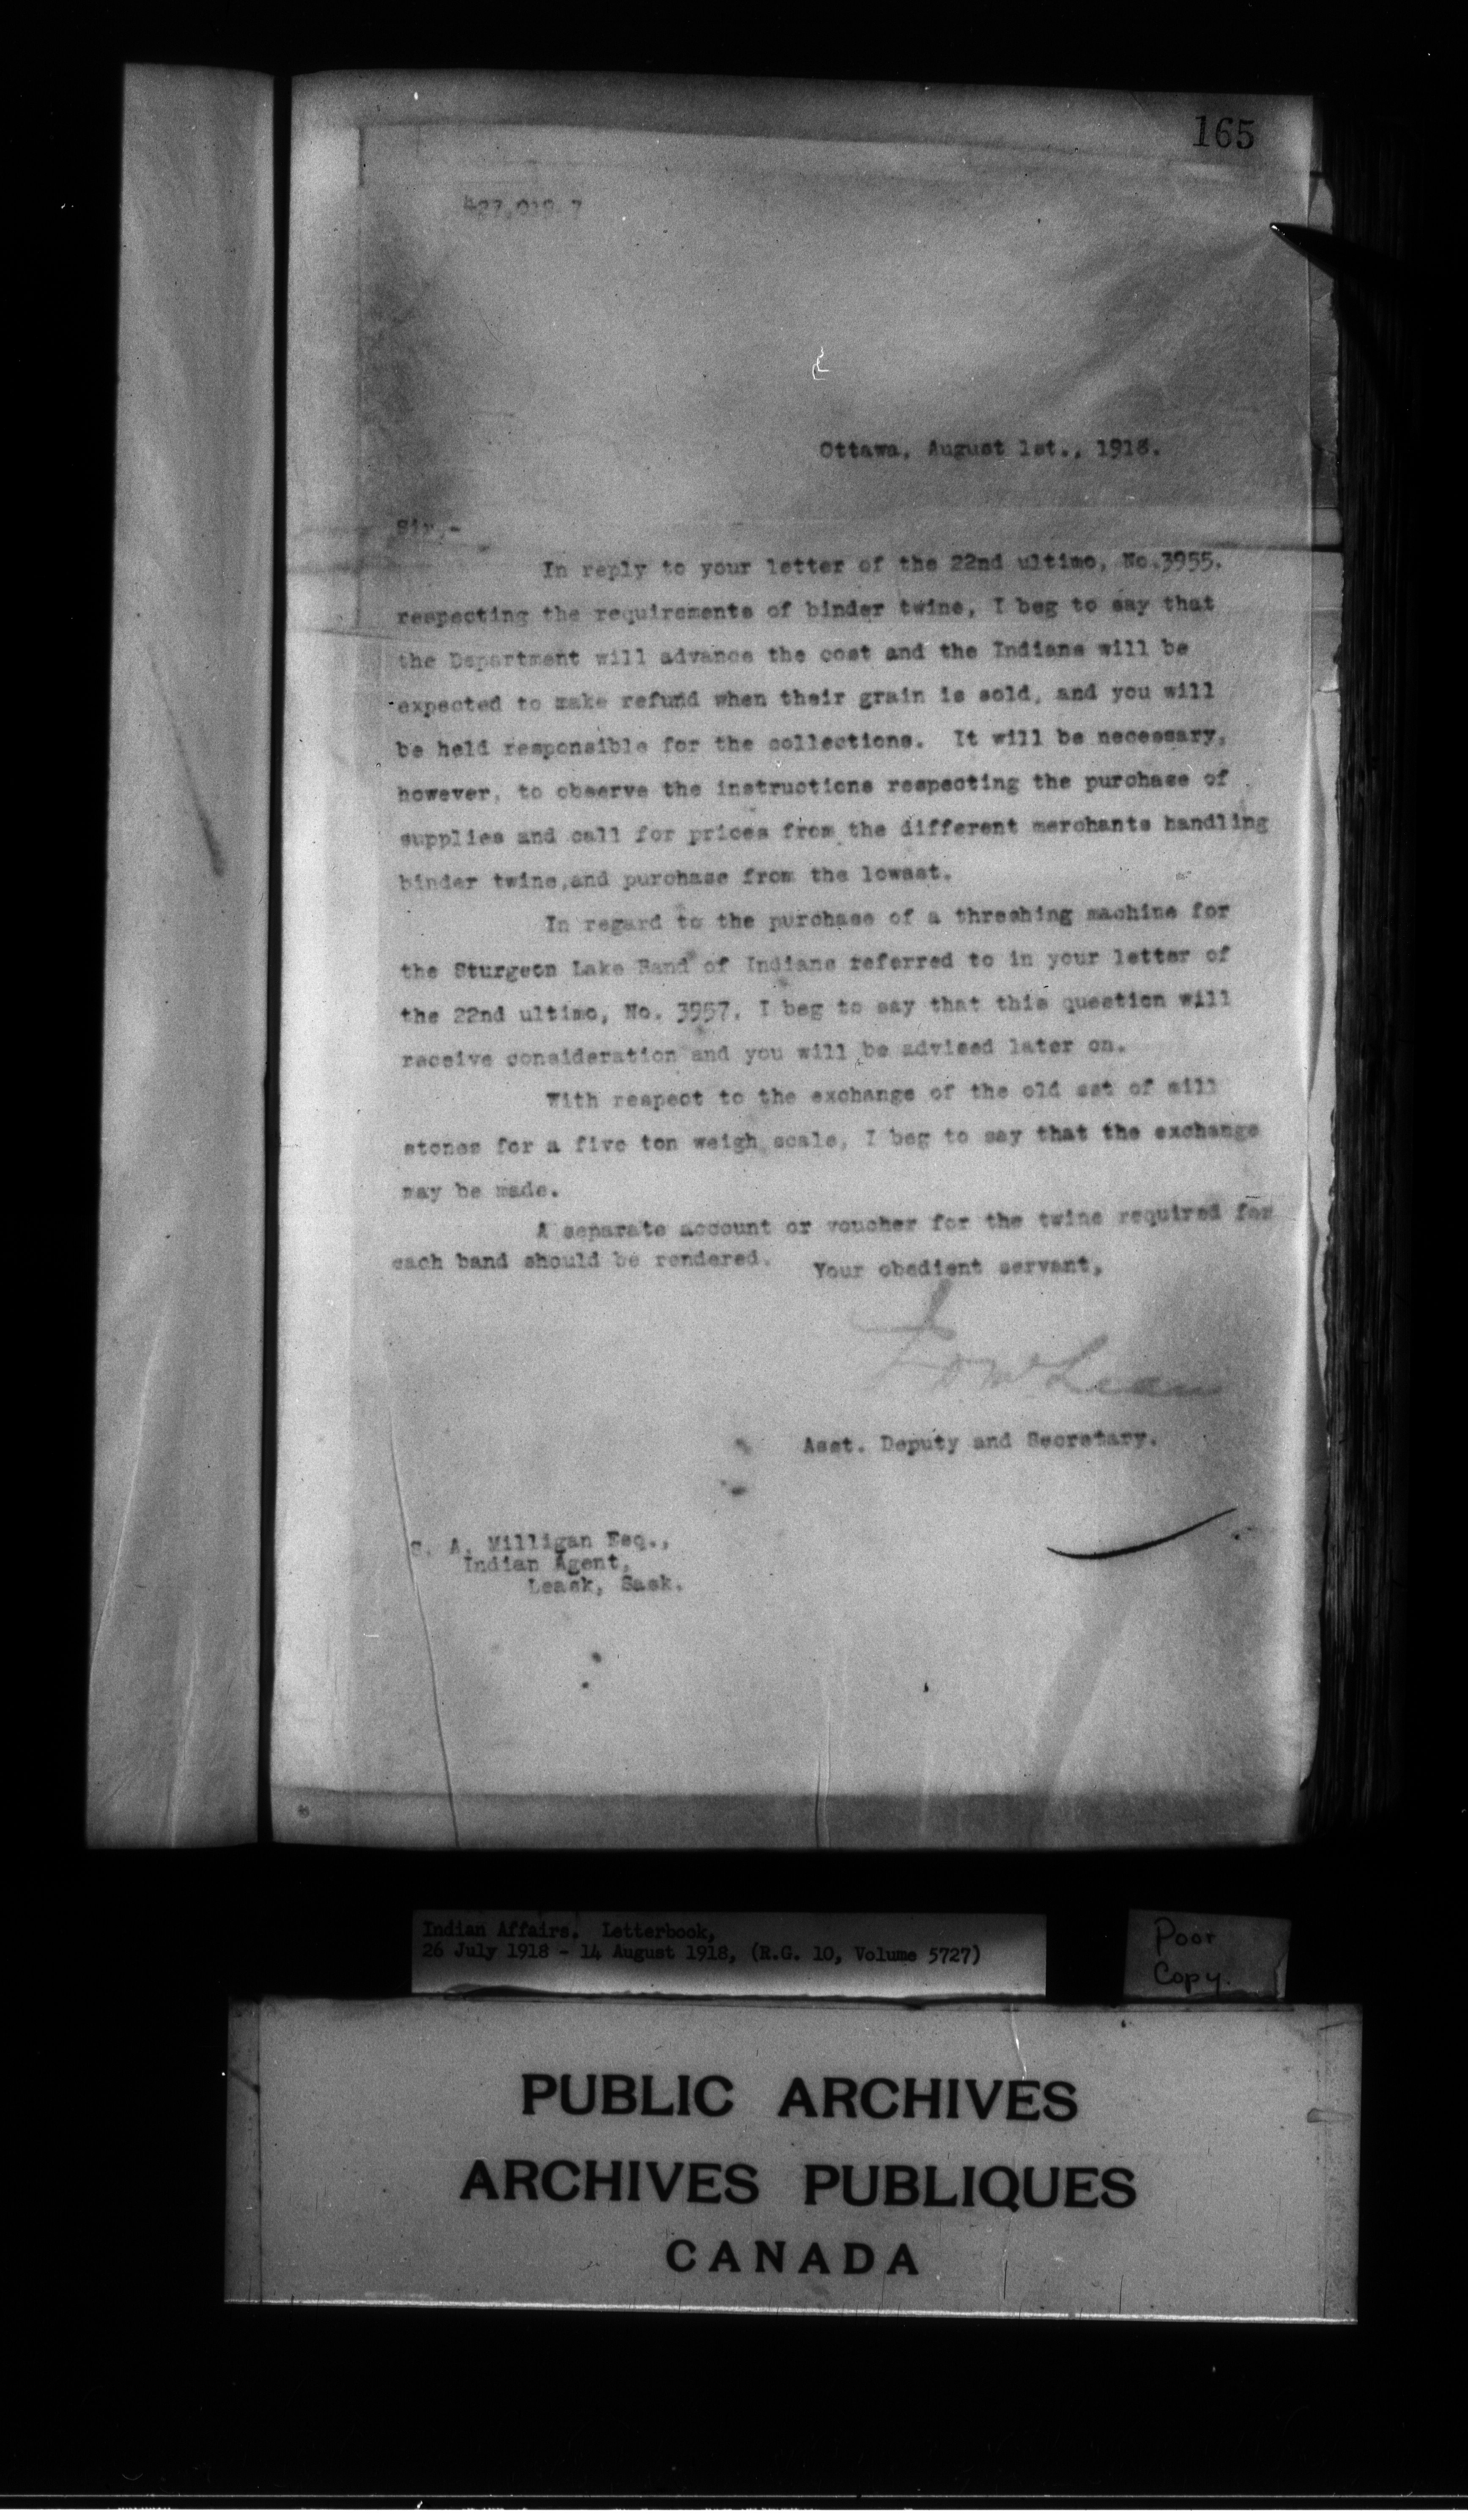 165
Ottawa, August 1st., 1918.
Sir,-
In reply to your letter of the 22nd ultimo, No.3955,
respecting the requirements of binder twine, I beg to say that
the Department will advance the cost and the Indians will be
expected to make refund when their grain is sold, and you will
be held responsible for the collections. It will be necessary,
however, to observe the instructions respecting the purchase of
supplies and call for prices from the different merchants handling
binder twine,and purchase from the lowest.
In regard to the purchase of a threshing machine for
the Sturgeon Lake Band of Indians referred to in your letter of
the 22nd ultimo, No. 3957, I beg to say that this question will
receive consideration and you will be advised later on.
With respect to the exchange of the old set of mill
stones for a five ton weigh scale, I beg to say that the exchange
may be made.
A separate account or voucher for the twine required for
each band should be rendered.
Your obedient servant,
McLean
Asst. Deputy and Secretary.
S. A. Milligan Esq.,
Indian Agent,
Leask, Sask.
Indian Affairs. Letterbook,
26 July 1918 - 14 August 1918, (R.G. 10, Volume 5727)
Poor
Copy.
PUBLIC ARCHIVES
ARCHIVES PUBLIQUES
CANADA